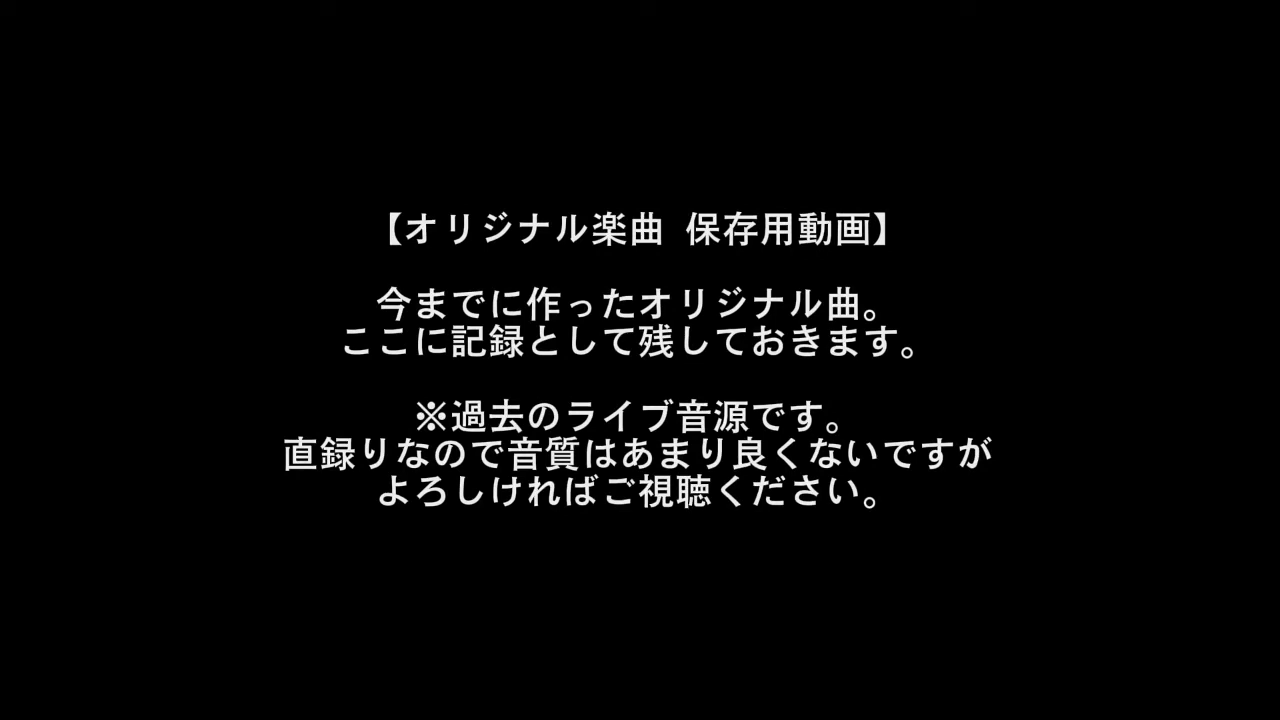 【オリジナル楽曲 保存用動画】
今までに作ったオリジナル曲。
ここに記録として残しておきます。
※過去のライブ音源です。
直録りなので音質はあまり良くないですが
よろしければご視聴ください。